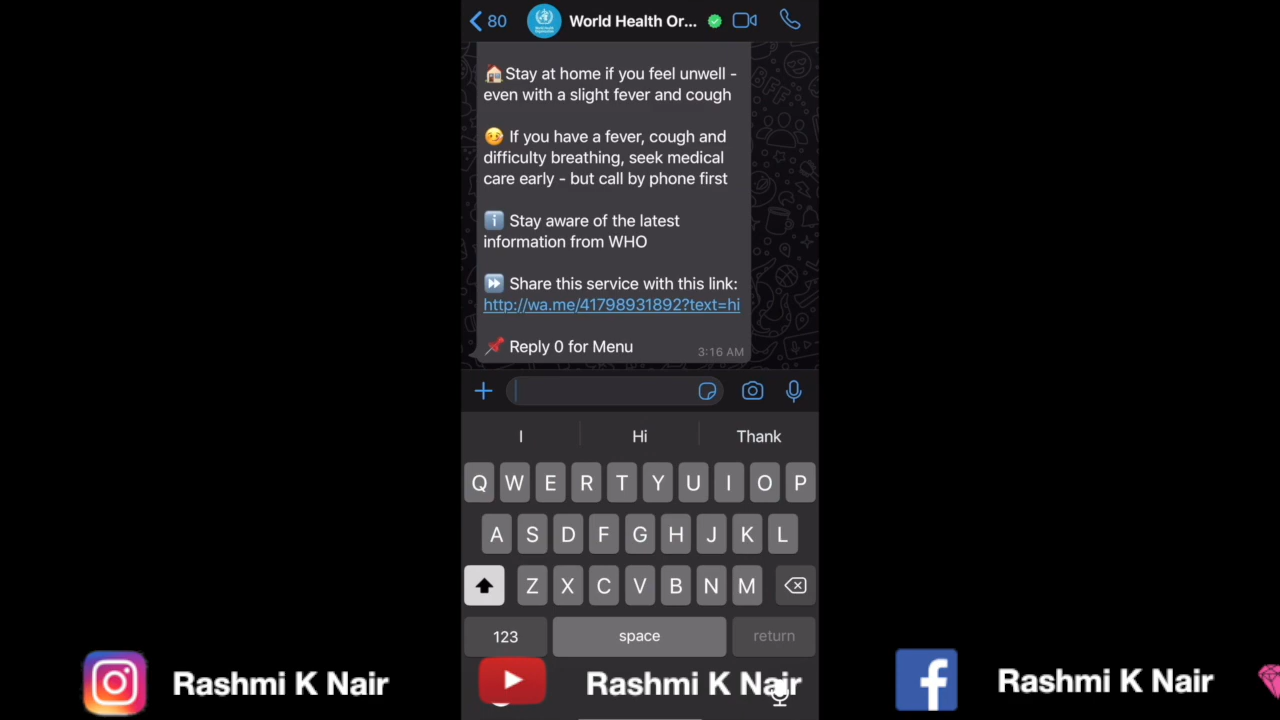 80
World Health Or...
Stay at home if you feel unwell -
even with a slight fever and cough
If you have a fever, cough and
difficulty breathing, seek medical
care early - but call by phone first
Stay aware of the latest
information from WHO
Share this service with this link:
http://wa.me/41798931892?text=hi
Reply 0 for Menu
3:16 AM
I Hi Thank
Q W E R T Y U I O P
A S D F G H J K L
Z X C V B N M
123 space return
Rashmi K Nair Rashmi K Nair Rashmi K Nair